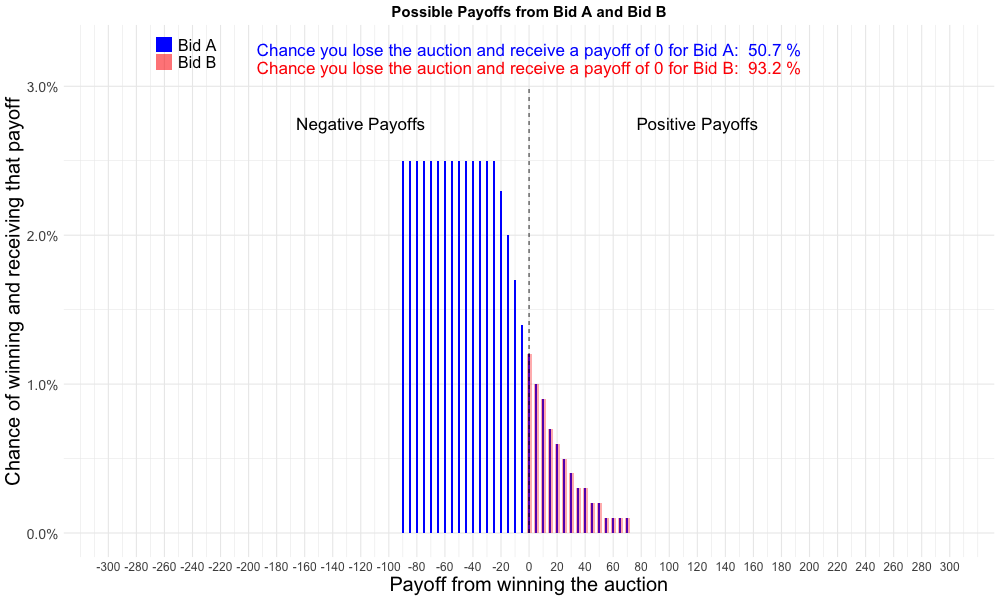 Possible Payoffs from Bid A and Bid B
Bid A
Bid B
Chance you lose the auction and receive a payoff of 0 for Bid A:  50.7 %
Chance you lose the auction and receive a payoff of 0 for Bid B:  93.2 %
Negative Payoffs
Positive Payoffs
Chance of winning and receiving that payoff
3.0%
2.0%
1.0%
0.0%
-300 -280 -260 -240 -220 -200 -180 -160 -140 -120 -100 -80 -60 -40 -20 0 20 40 60 80 100 120 140 160 180 200 220 240 260 280 300
Payoff from winning the auction